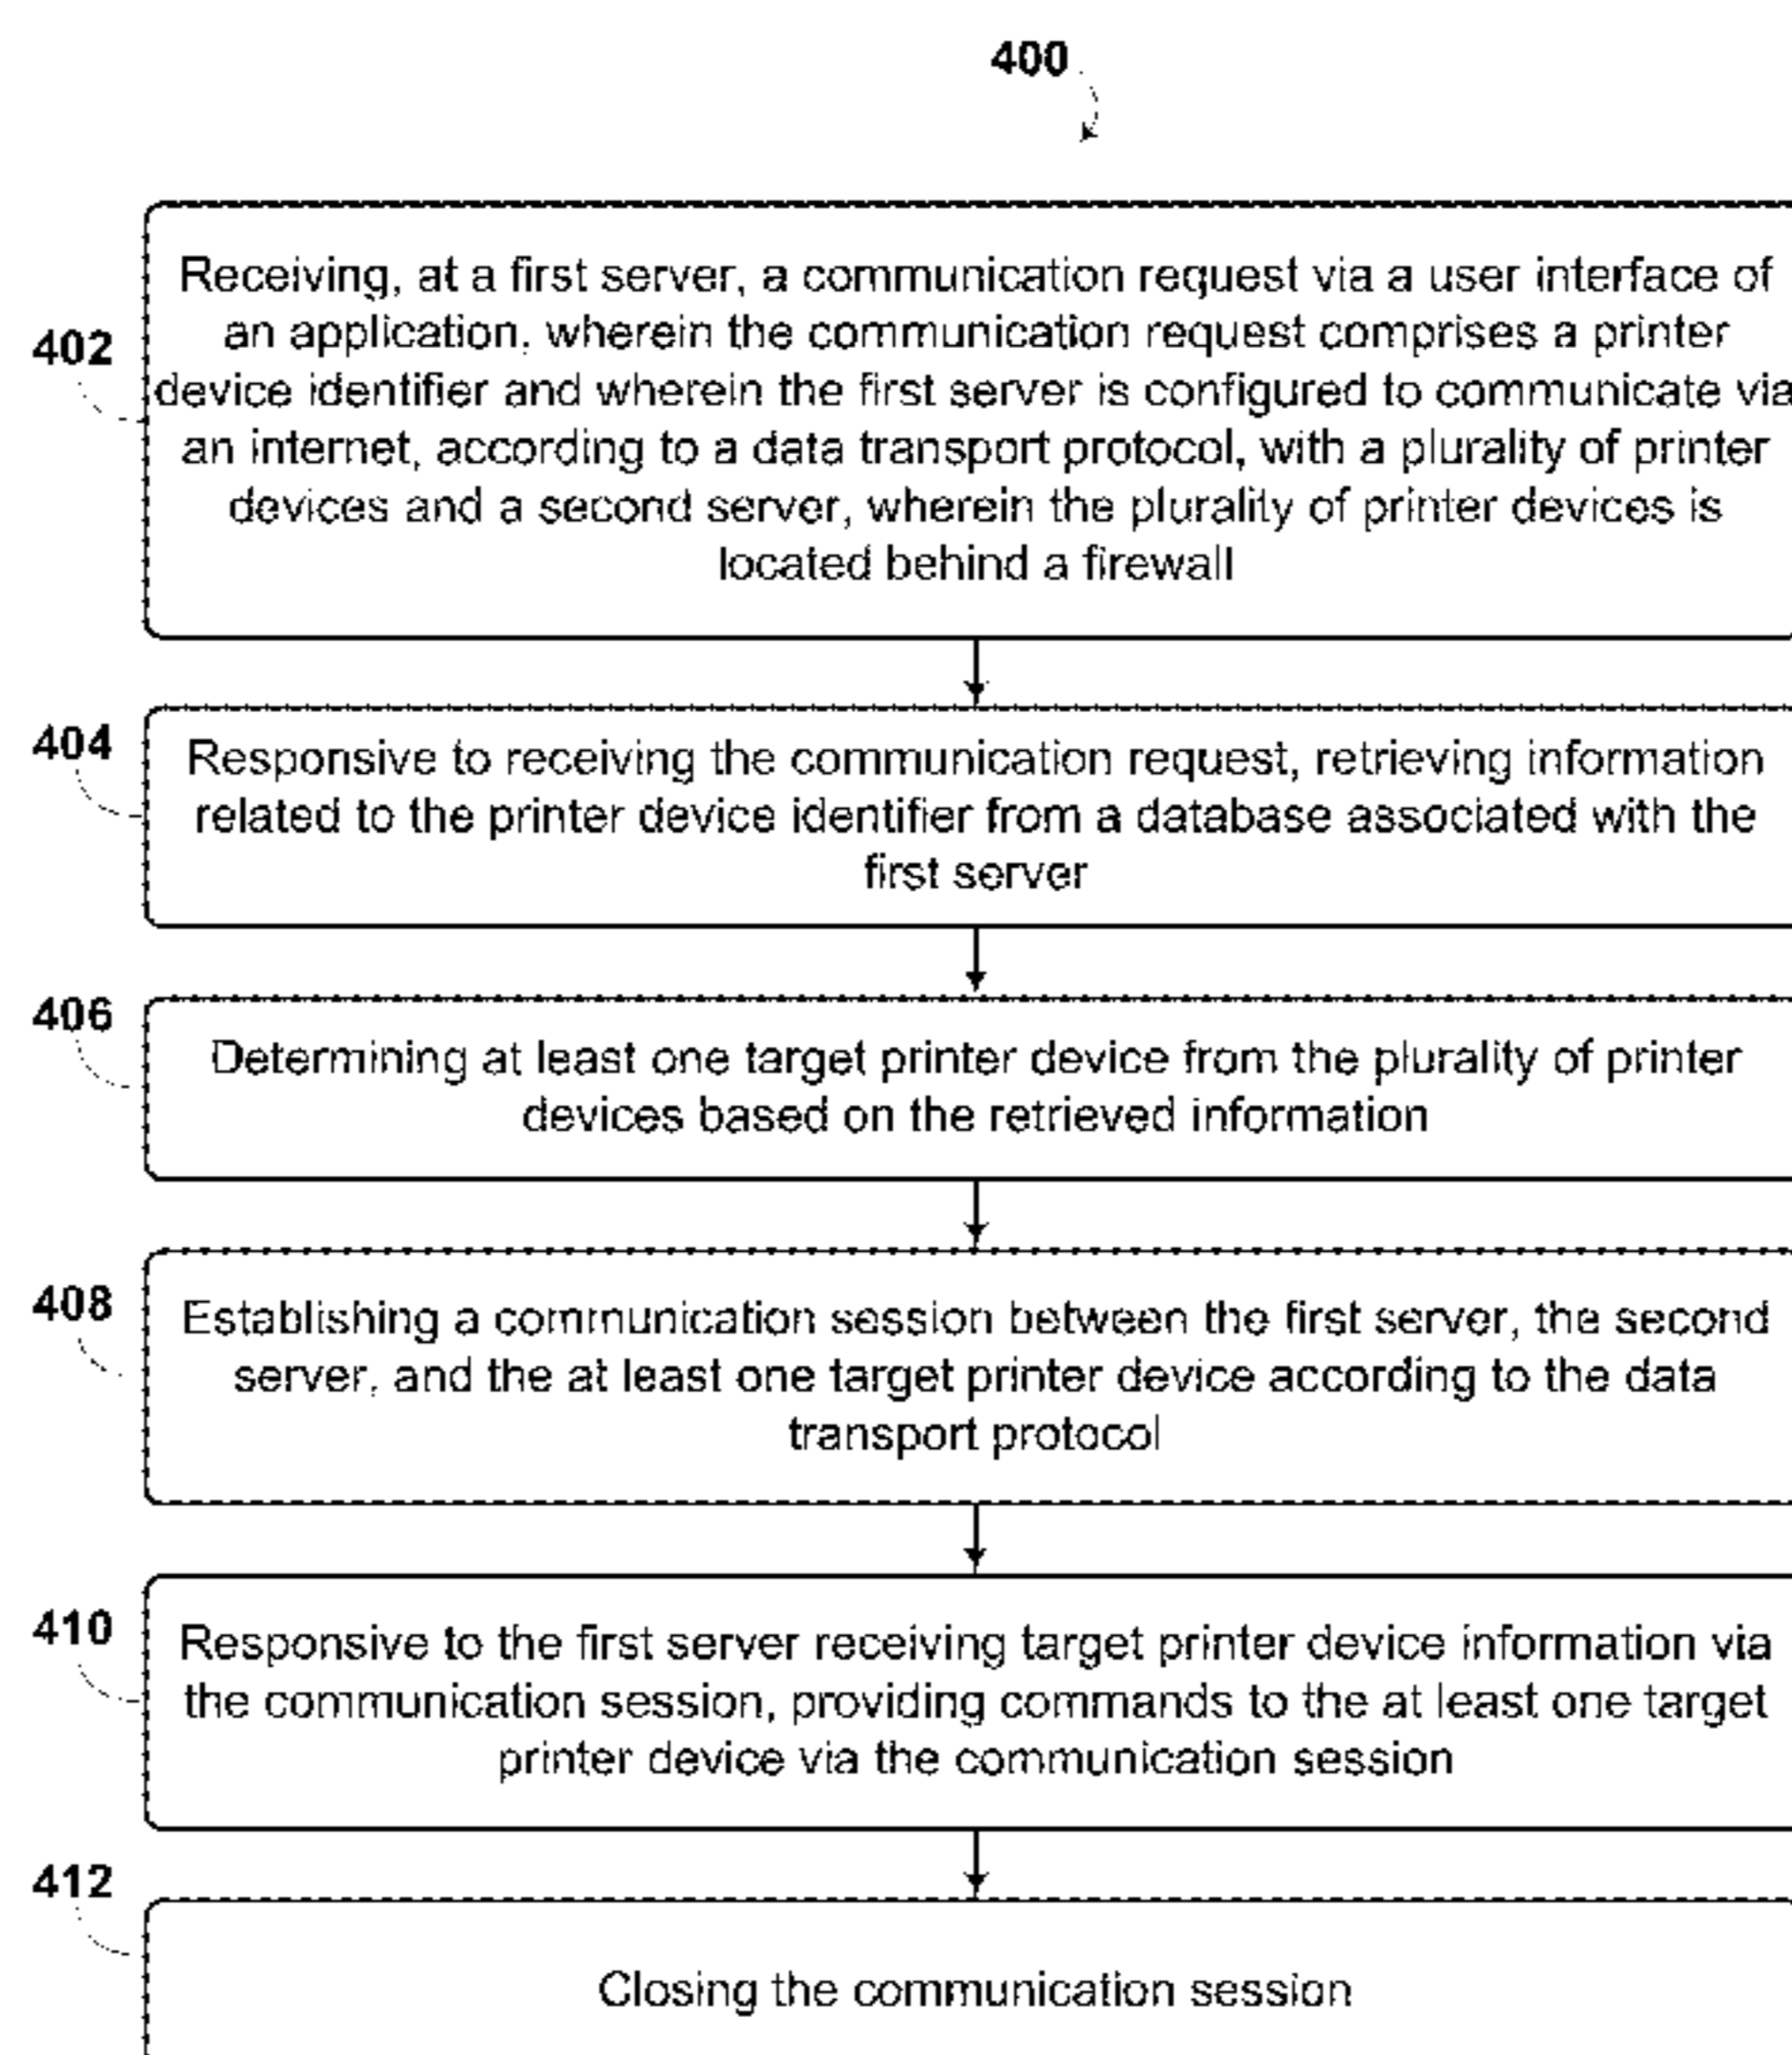 400
402
Receiving, at a first server, a communication request via a user interface of
an application, wherein the communication request comprises a printer
device identifier and wherein the first server is configured to communicate via
an internet, according to a data transport protocol, with a plurality of printer
devices and a second server, wherein the plurality of printer devices is
located behind a firewall
404
Responsive to receiving the communication request, retrieving information
related to the printer device identifier from a database associated with the
first server
406
Determining at least one target printer device from the plurality of printer
devices based on the retrieved information
408
Establishing a communication session between the first server, the second
server, and the at least one target printer device according to the data
transport protocol
410
Responsive to the first server receiving target printer device information via
the communication session, providing commands to the at least one target
printer device via the communication session
412
Closing the communication session